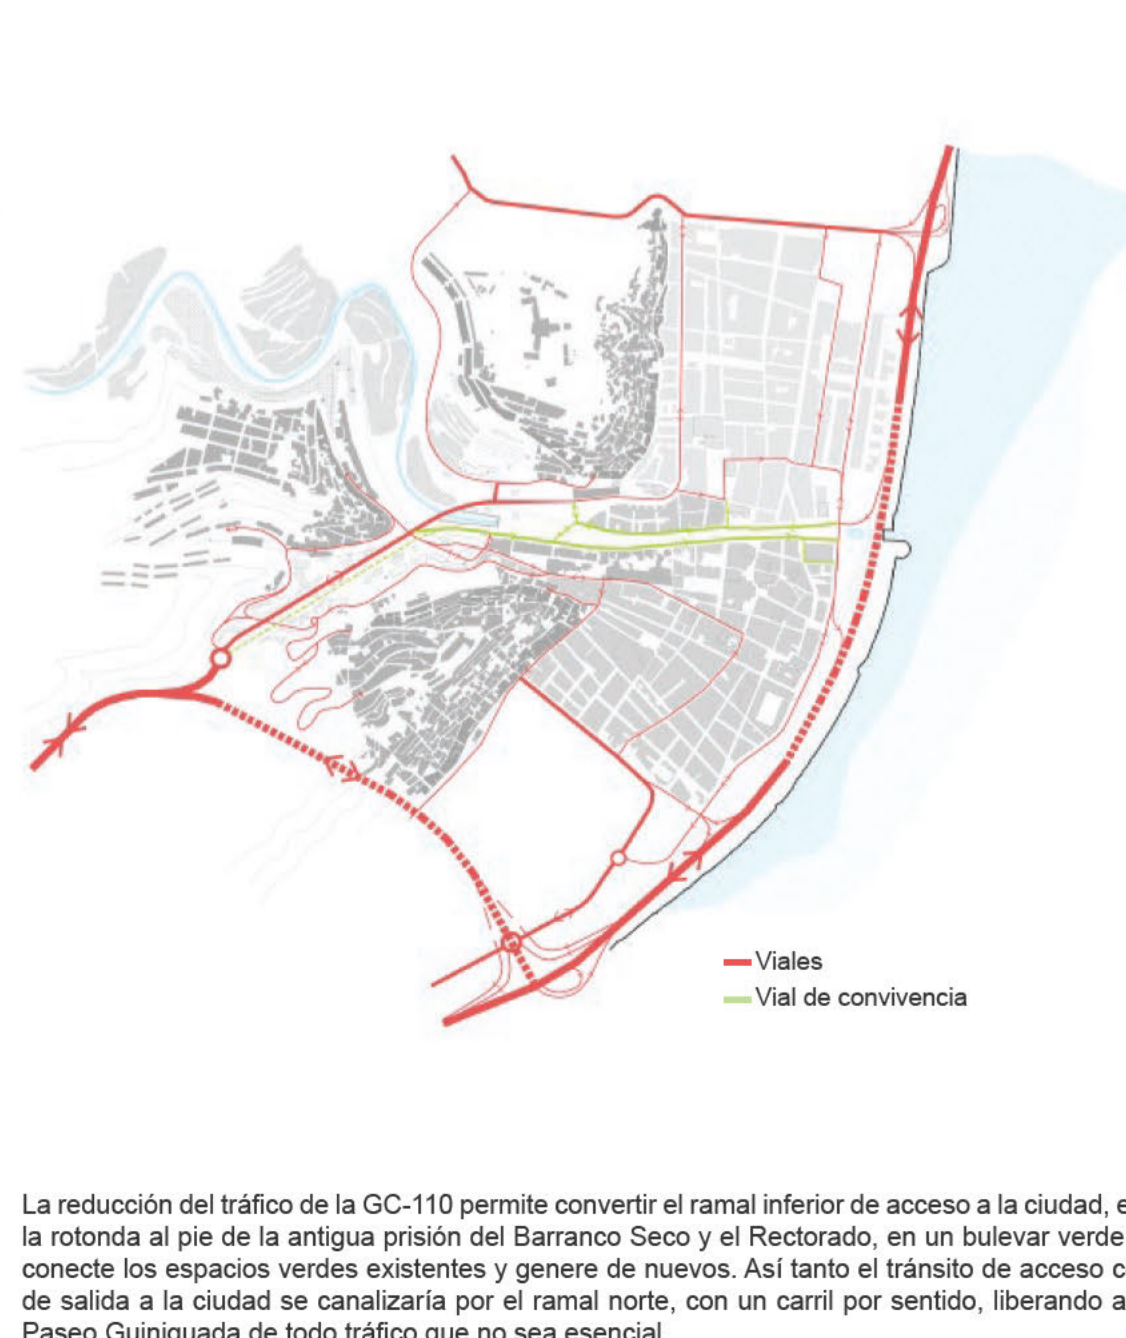 Viales
Vial de convivencia
La reducción del tráfico de la GC-110 permite convertir el ramal inferior de acceso a la ciudad, e
la rotonda al pie de la antigua prisión del Barranco Seco y el Rectorado, en un bulevar verde
conecte los espacios verdes existentes y genere de nuevos. Así tanto el tránsito de acceso c
de salida a la ciudad se canalizaría por el ramal norte, con un carril por sentido, liberando a
Paseo Guiniguada de todo tráfico que no sea esencial